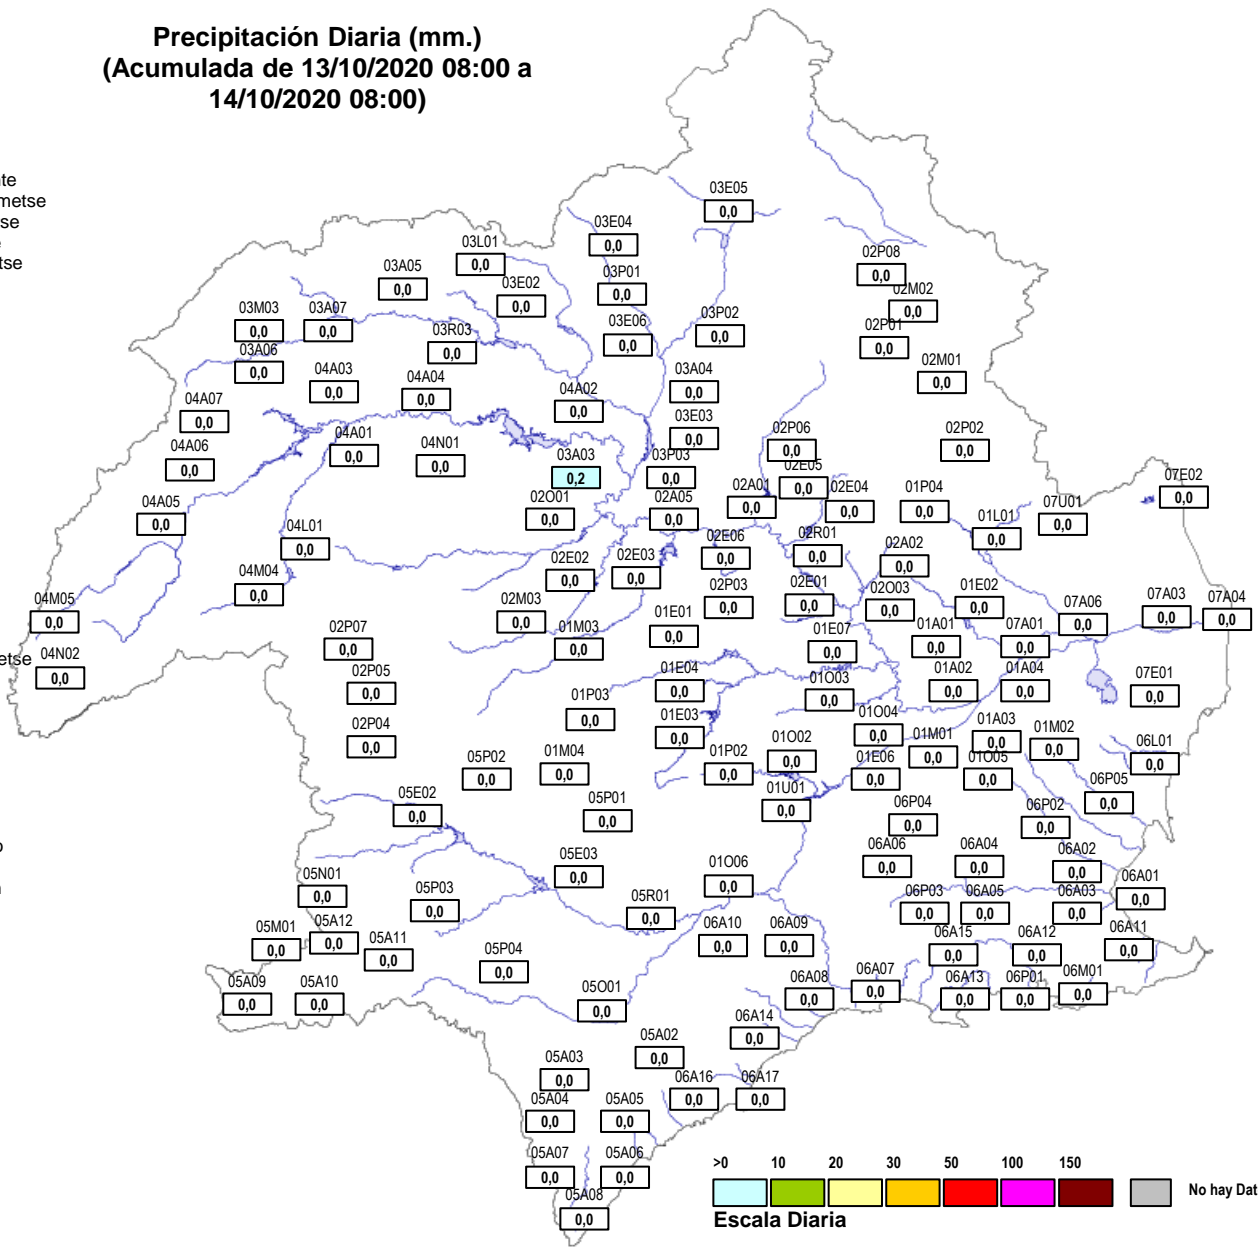 Precipitación Diaria (mm.)
(Acumulada de 13/10/2020 08:00 a
14/10/2020 08:00)
te
metse
se
tse
03E05
0,0
03E04
0,0
03L01
0,0
02P08
0,0
03A05
0,0
03P01
0,0
03E02
0,0
02M02
0,0
03M03
0,0
03A07
0,0
03P02
0,0
03E06
0,0
03R03
0,0
02P01
0,0
03A06
0,0
02M01
0,0
04A03
0,0
04A04
0,0
03A04
0,0
04A02
0,0
04A07
0,0
03E03
0,0
02P06
0,0
02P02
0,0
04A01
0,0
04N01
0,0
04A06
0,0
03A03
0,2
03P03
0,0
02E05
0,0
07E02
0,0
02A01
0,0
02E04
0,0
01P04
0,0
02O01
0,0
02A05
0,0
04A05
0,0
07U01
0,0
01L01
0,0
04L01
0,0
02E06
0,0
02R01
0,0
02A02
0,0
02E02
0,0
02E03
0,0
04M04
0,0
02P03
0,0
02E01
0,0
02O03
0,0
01E02
0,0
04M05
0,0
02M03
0,0
07A06
0,0
07A03
0,0
07A04
0,0
01E01
0,0
02P07
0,0
01M03
0,0
01E07
0,0
01A01
0,0
07A01
0,0
etse
04N02
0,0
02P05
0,0
01E04
0,0
01O03
0,0
01A02
0,0
01A04
0,0
07E01
0,0
01P03
0,0
02P04
0,0
01E03
0,0
01O04
0,0
01A03
0,0
01M02
0,0
01M01
0,0
01O02
0,0
06L01
0,0
05P02
0,0
01M04
0,0
01P02
0,0
01E06
0,0
01O05
0,0
05E02
0,0
05P01
0,0
01U01
0,0
06P05
0,0
06P04
0,0
06P02
0,0
o
05E03
0,0
01O06
0,0
06A06
0,0
06A04
0,0
06A02
0,0
05N01
0,0
05P03
0,0
05R01
0,0
06P03
0,0
06A05
0,0
06A03
0,0
06A01
0,0
05M01
0,0
05A12
0,0
05A11
0,0
06A10
0,0
06A09
0,0
06A15
0,0
06A12
0,0
06A11
0,0
05P04
0,0
05A09
0,0
05A10
0,0
05O01
0,0
06A08
0,0
06A07
0,0
06A13
0,0
06P01
0,0
06M01
0,0
06A14
0,0
05A02
0,0
05A03
0,0
06A16
0,0
06A17
0,0
05A04
0,0
05A05
0,0
05A07
0,0
05A06
0,0
05A08
0,0
>0 10 20 30 50 100 150
No hay Dat
Escala Diaria